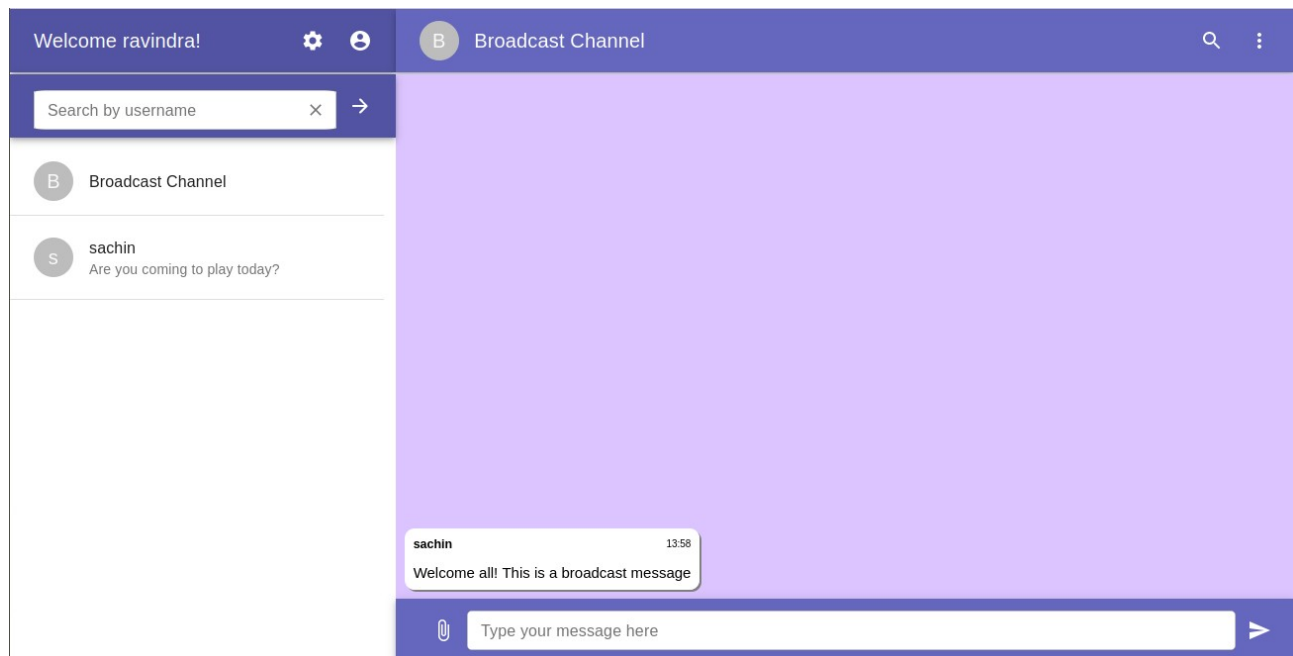 Welcome ravindra!
Search by username
B Broadcast Channel
s sachin
Are you coming to play today?
B Broadcast Channel
sachin 13:58
Welcome all! This is a broadcast message
Type your message here